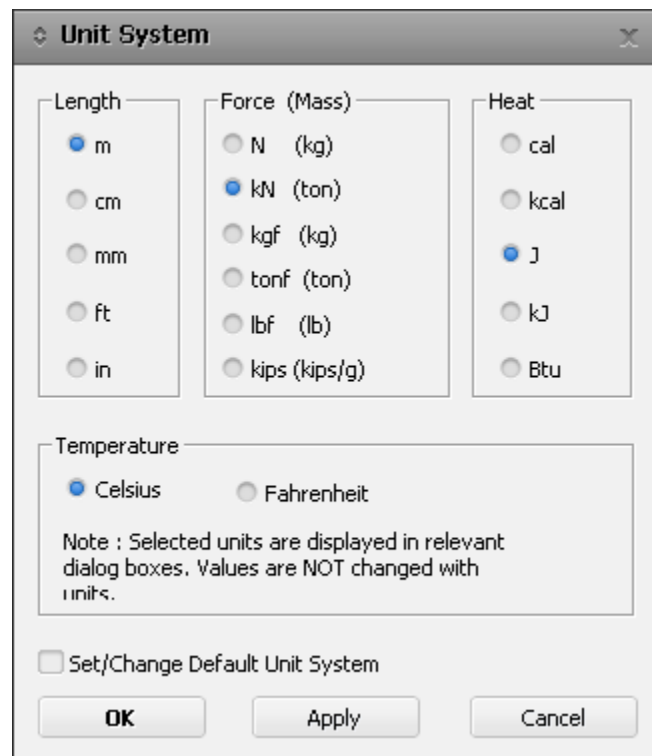 Unit System
Length
m
cm
mm
ft
in
Force (Mass)
N (kg)
kN (ton)
kgf (kg)
tonf (ton)
lbf (lb)
kips (kips/g)
Heat
cal
kcal
J
kJ
Btu
Temperature
Celsius Fahrenheit
Note : Selected units are displayed in relevant
dialog boxes. Values are NOT changed with
units.
Set/Change Default Unit System
OK Apply Cancel